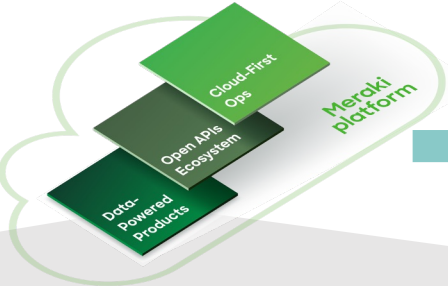 Cloud-First
Ops
Meraki
platform
Open APIs
Ecosystem
Data-
Powered
Products